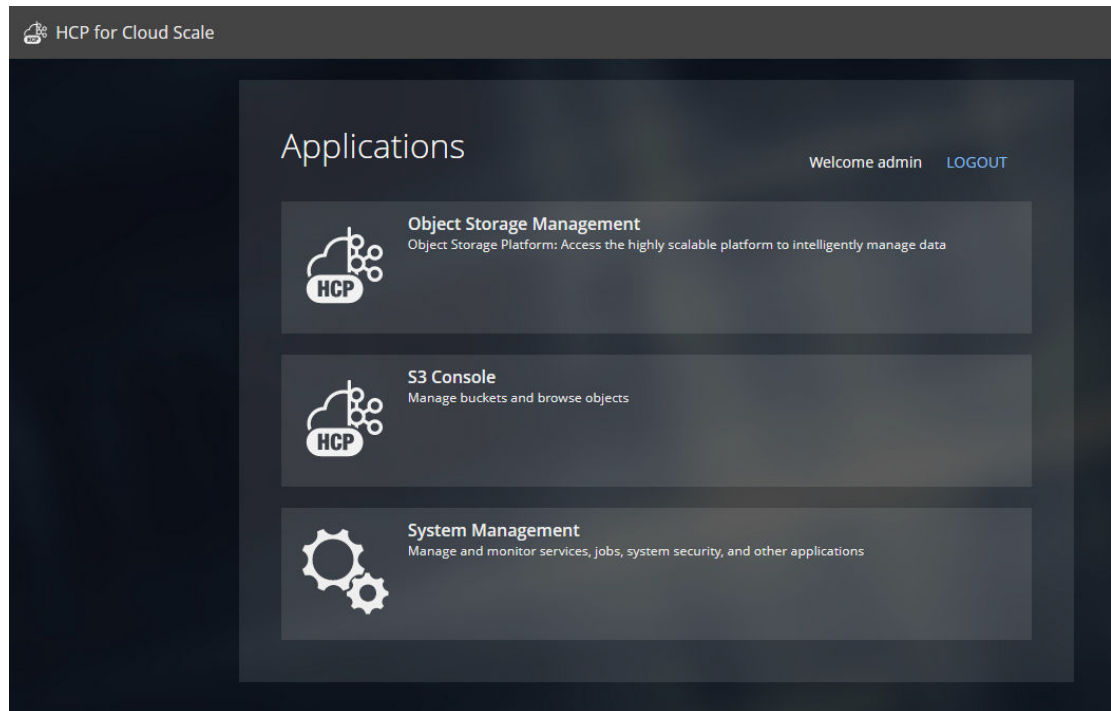 HCP for Cloud Scale
Applications
Welcome admin LOGOUT
Object Storage Management
Object Storage Platform: Access the highly scalable platform to intelligently manage data
HCP
S3 Console
Manage buckets and browse objects
HCP
System Management
Manage and monitor services, jobs, system security, and other applications